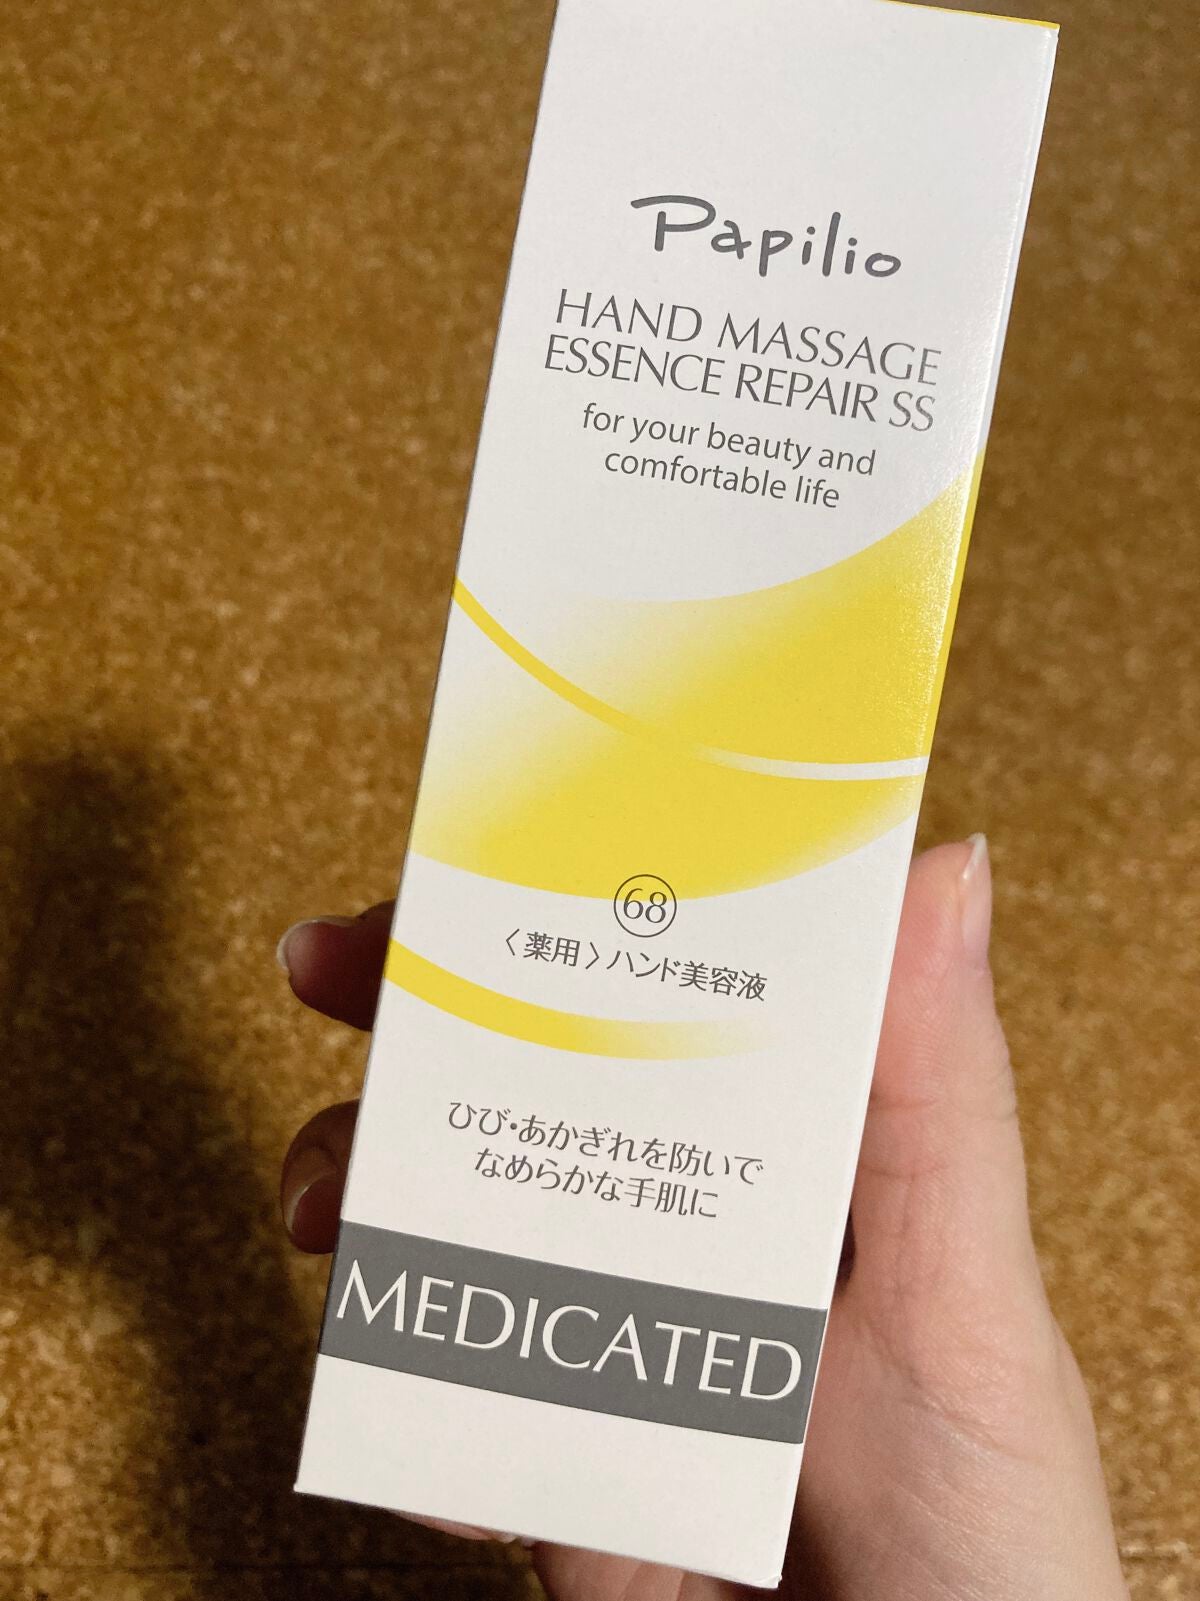 Papilio
HAND MASSAGE
ESSENCE REPAIR SS
for your beauty and
comfortable life
68
〈薬用〉ハンド美容液
ひび・あかぎれを防いで
なめらかな手肌に
MEDICATED